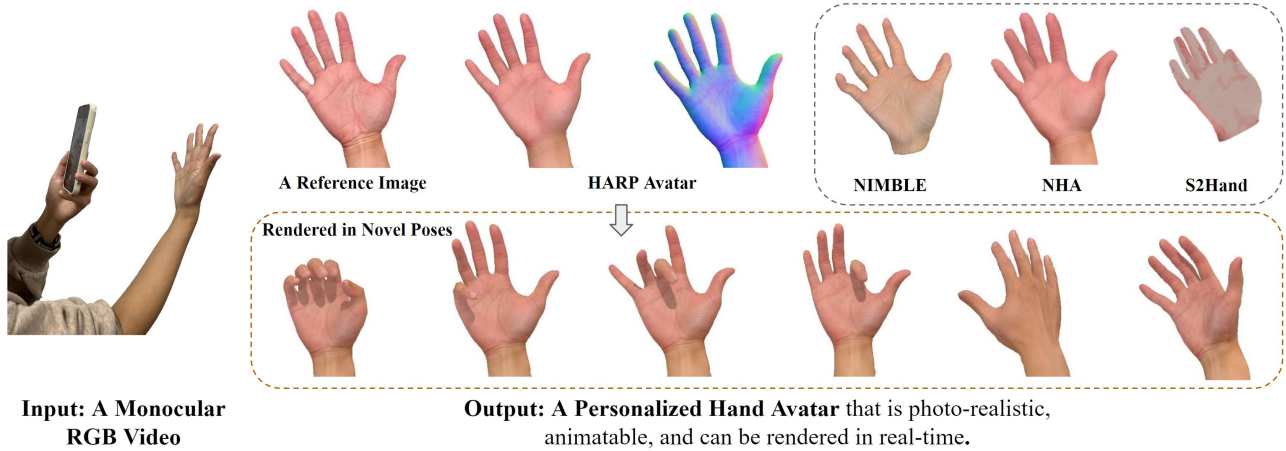 A Reference Image
HARP Avatar
NIMBLE
NHA
S2Hand
Rendered in Novel Poses
Input: A Monocular
RGB Video
Output: A Personalized Hand Avatar that is photo-realistic,
animatable, and can be rendered in real-time.